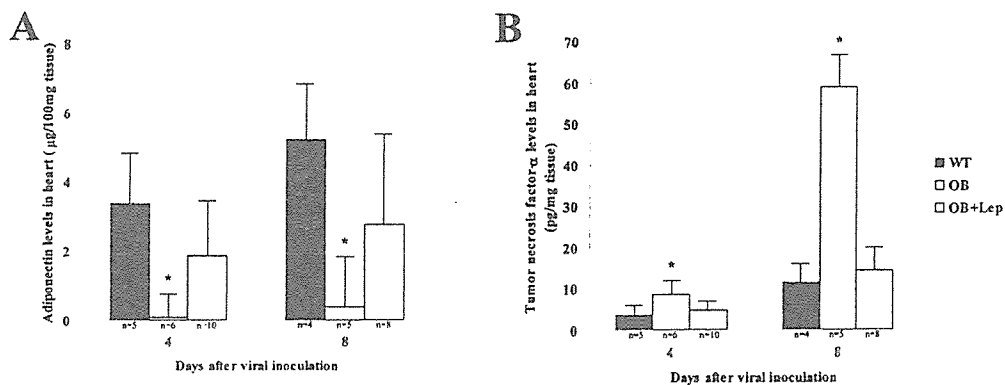 A
Adiponectin levels in heart ( µg/100mg tissue)
8
6
4
2
0
*
*
n=5
n=6
n=10
n=4
n=5
n=8
4
8
Days after viral inoculation
B
Tumor necrosis factor-α levels in heart
(pg/mg tissue)
70
60
50
40
30
20
10
0
*
*
n=5
n=6
n=10
n=4
n=5
n=8
4
8
Days after viral inoculation
WT
OB
OB+Lep